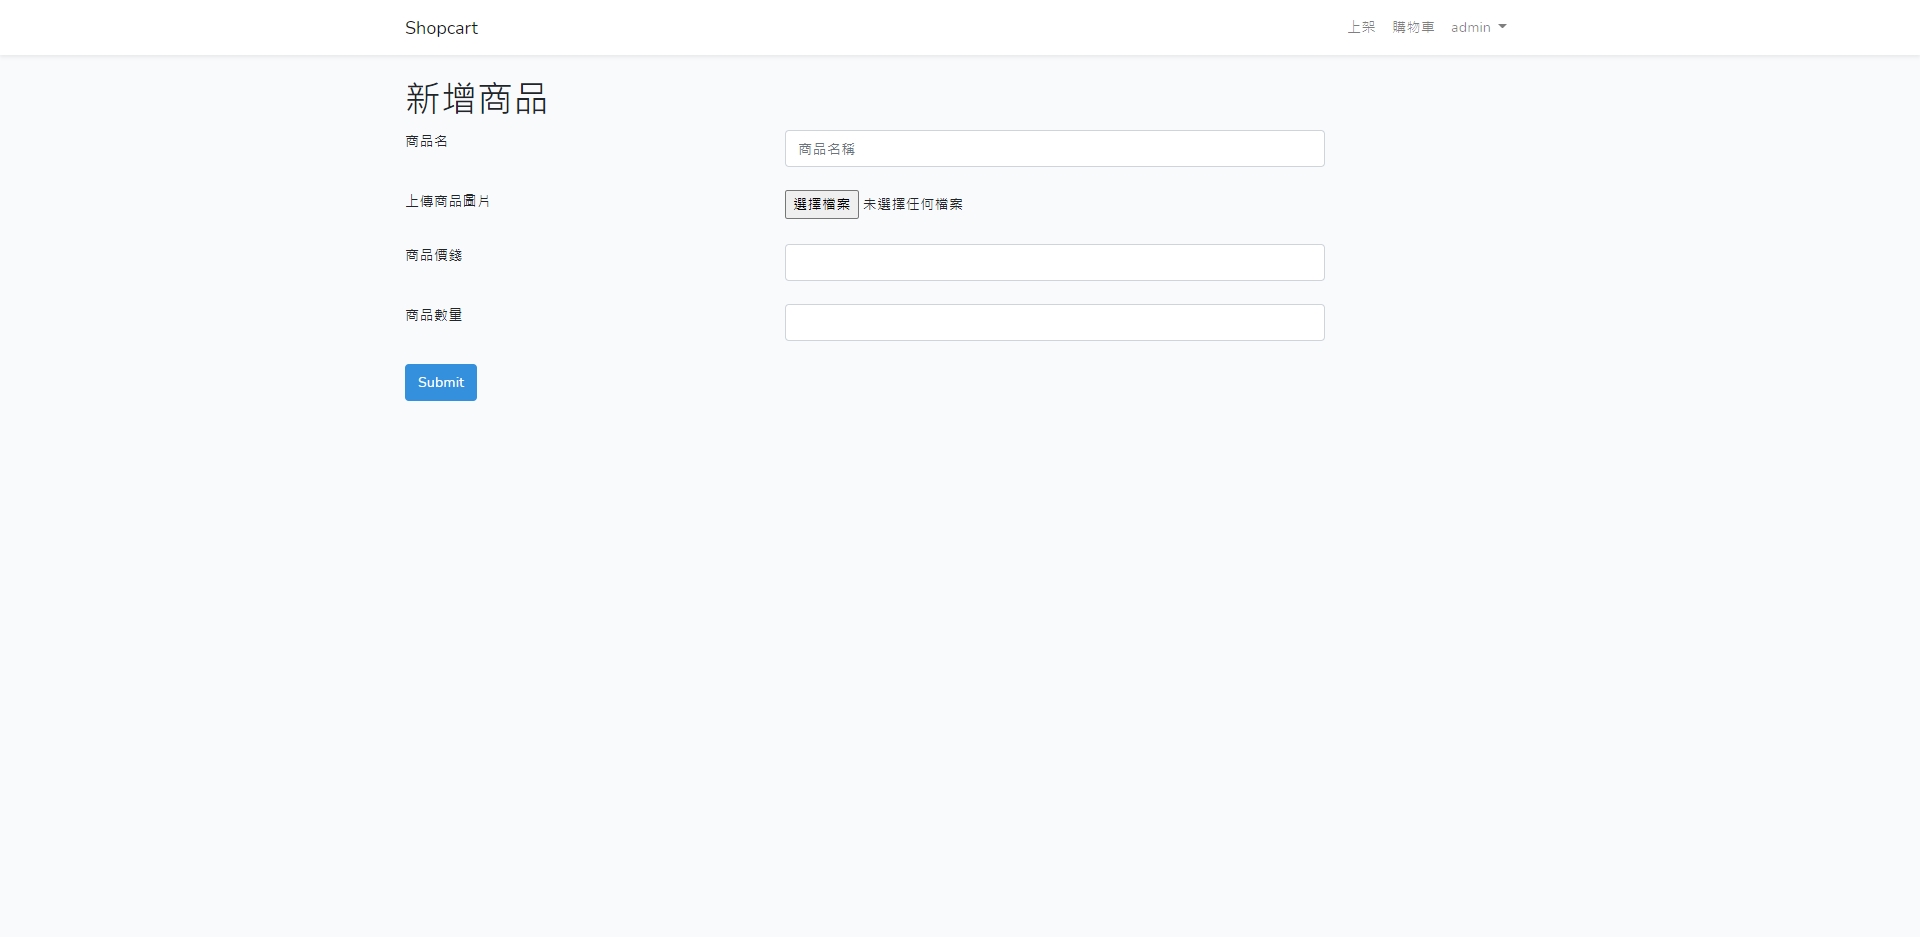 Shopcart 上架 購物車 admin
新增商品
商品名 商品名稱
上傳商品圖片 選擇檔案 未選擇任何檔案
商品價錢
商品數量
Submit